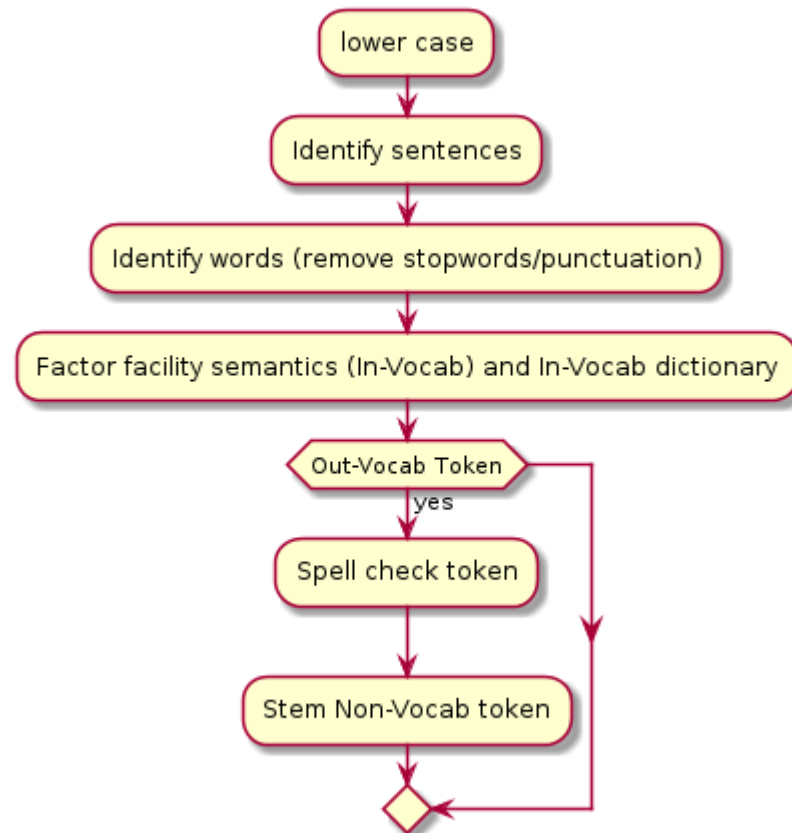 lower case
Identify sentences
Identify words (remove stopwords/punctuation)
Factor facility semantics (In-Vocab) and In-Vocab dictionary
Out-Vocab Token
yes
Spell check token
Stem Non-Vocab token